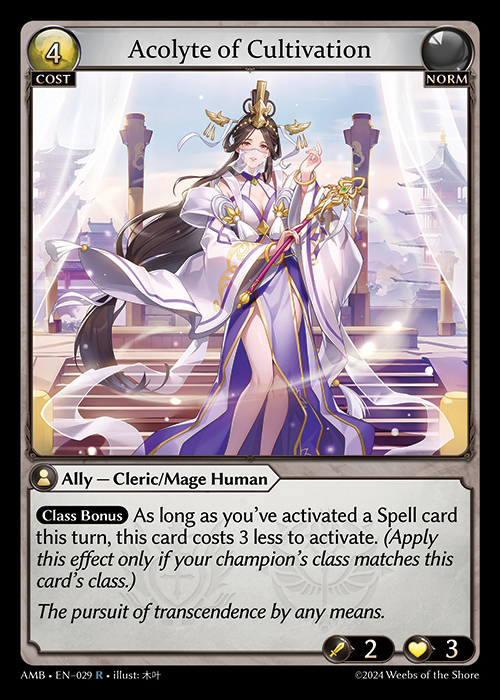 4
Acolyte of Cultivation
COST
NORM
Ally — Cleric/Mage Human
Class Bonus As long as you've activated a Spell card
this turn, this card costs 3 less to activate. (Apply
this effect only if your champion's class matches this
card's class.)
The pursuit of transcendence by any means.
2
3
AMB • EN-029 R • illust: 木叶
©2024 Weebs of the Shore